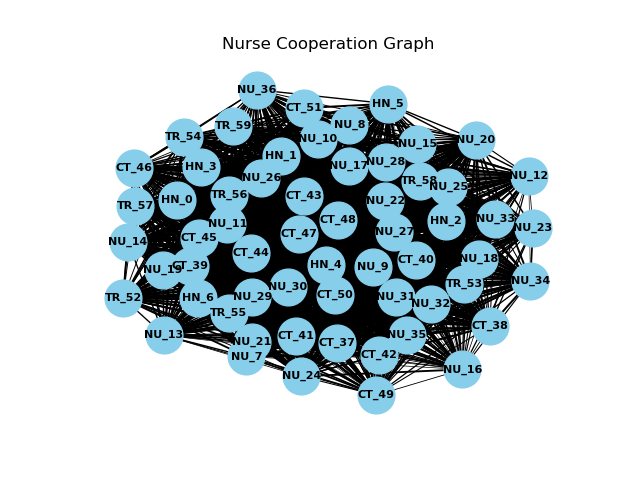 Nurse Cooperation Graph
NU_36
CT_51
HN_5
TR_59
NU_8
TR_54
NU_10
NU_15
NU_20
HN_1
CT_46
HN_3
NU_17
NU_28
NU_26
TR_58
NU_25
NU_12
TR_56
CT_43
HN_0
NU_22
TR_57
NU_11
CT_48
HN_2
NU_33
NU_23
CT_45
CT_47
NU_27
NU_14
CT_44
CT_40
NU_18
NU_19
CT_39
HN_4
NU_9
TR_53
NU_34
NU_30
TR_52
HN_6
NU_29
CT_50
NU_31
NU_32
TR_55
CT_38
NU_13
NU_21
CT_41
CT_37
NU_35
NU_7
CT_42
NU_24
NU_16
CT_49